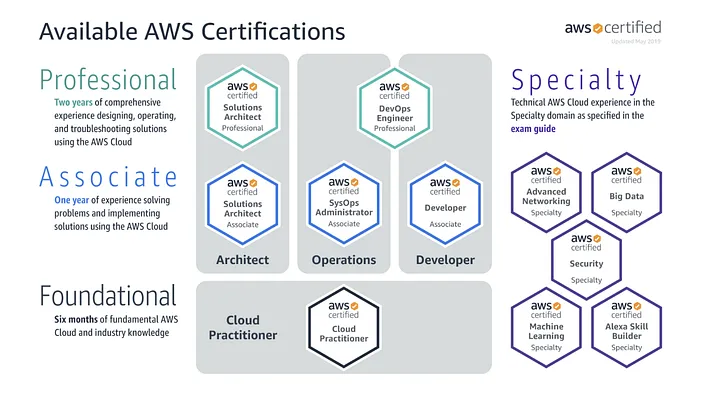 Available AWS Certifications
aws certified
Updated May 2019
Professional
Two years of comprehensive
experience designing, operating,
and troubleshooting solutions
using the AWS Cloud
aws
certified
Solutions
Architect
Professional
aws
certified
DevOps
Engineer
Professional
Associate
One year of experience solving
problems and implementing
solutions using the AWS Cloud
aws
certified
Solutions
Architect
Associate
aws
certified
SysOps
Administrator
Associate
aws
certified
Developer
Associate
Architect
Operations
Developer
Foundational
Six months of fundamental AWS
Cloud and industry knowledge
Cloud
Practitioner
aws
certified
Cloud
Practitioner
Specialty
Technical AWS Cloud experience in the
Specialty domain as specified in the
exam guide
aws
certified
Advanced
Networking
Specialty
aws
certified
Big Data
Specialty
aws
certified
Security
Specialty
aws
certified
Machine
Learning
Specialty
aws
certified
Alexa Skill
Builder
Specialty